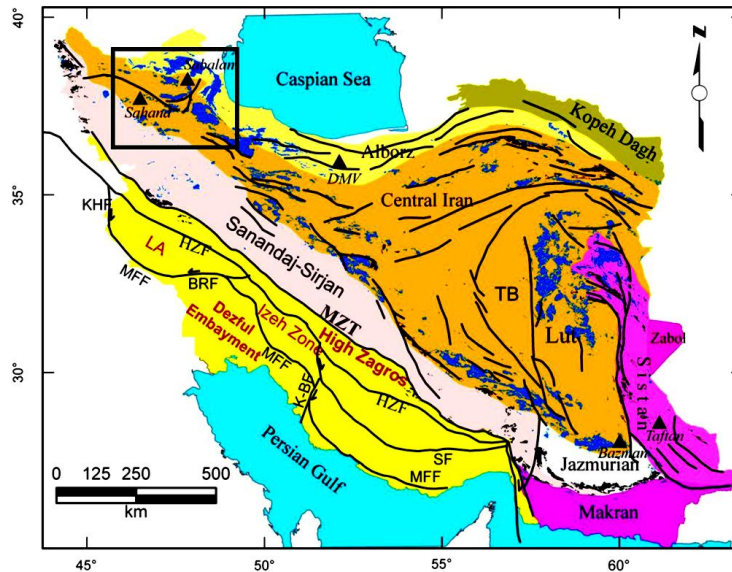 40°
35°
30°
45°
50°
55°
60°
Caspian Sea
Sabalan
Sahand
N
Kopeh Dagh
Alborz
DMV
Central Iran
KHF
LA
HZF
Sanandaj-Sirjan
MFF
BRF
MZT
TB
Dezful
Embayment
Izeh Zone
High Zagros
Lut
Zabol
Sistan
MFF
K-BF
HZF
Persian Gulf
SF
MFF
Taftan
Bazman
Jazmurian
Makran
0 125 250 500
km